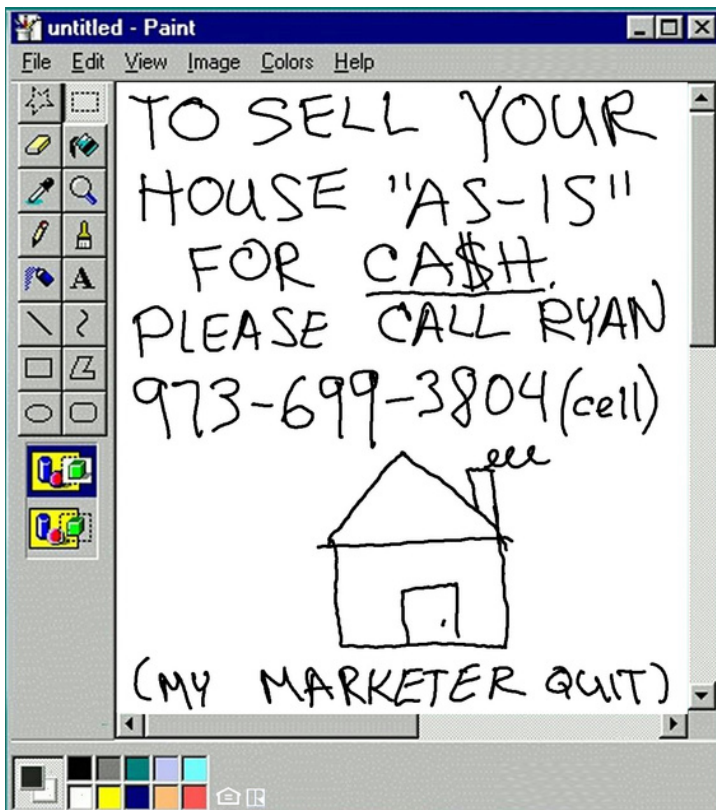 untitled - Paint
File Edit View Image Colors Help
A
TO SELL YOUR
HOUSE "AS-IS"
FOR CA$H.
PLEASE CALL RYAN
973-699-3804 (cell)
(MY MARKETER QUIT)